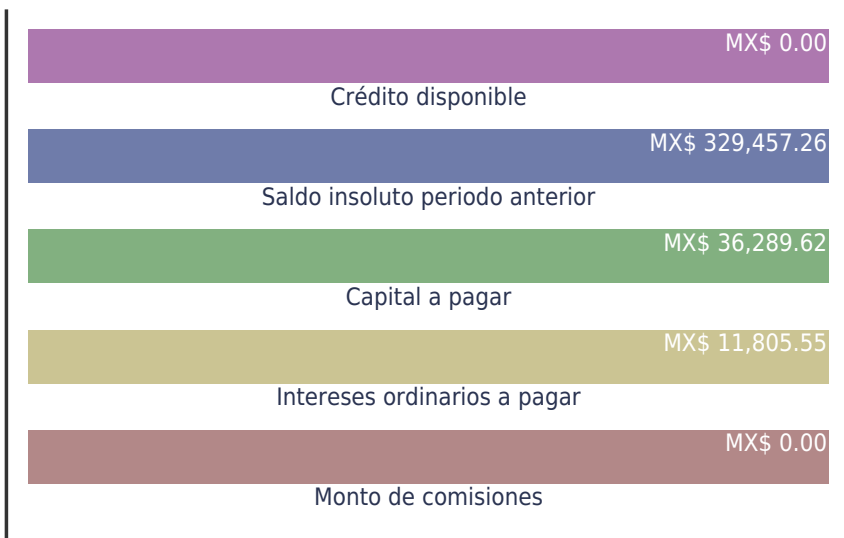 MX$ 0.00
Crédito disponible
MX$ 329,457.26
Saldo insoluto periodo anterior
MX$ 36,289.62
Capital a pagar
MX$ 11,805.55
Intereses ordinarios a pagar
MX$ 0.00
Monto de comisiones